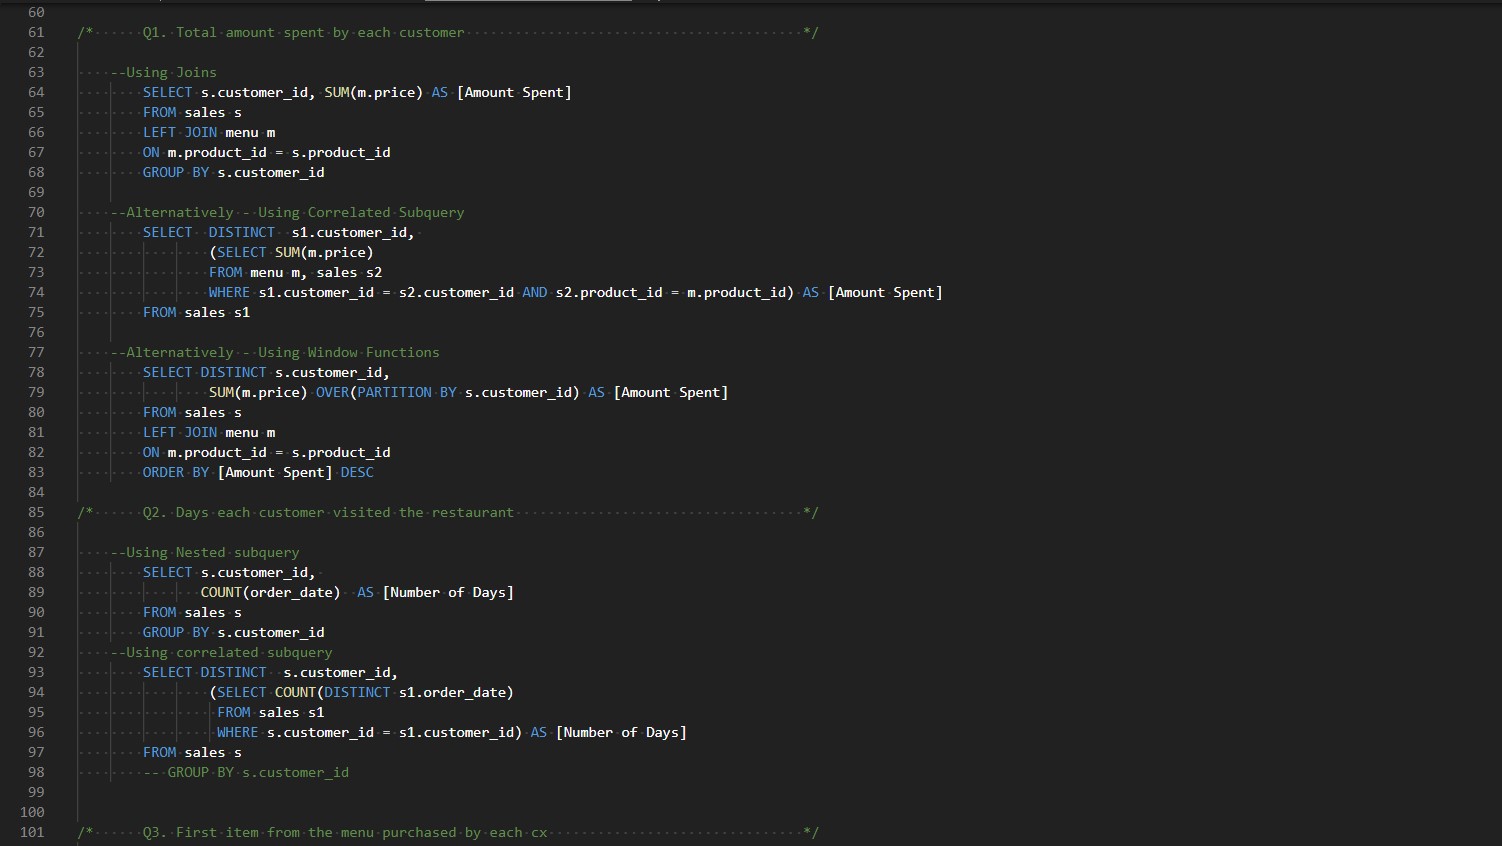 60
61 /* Q1. Total amount spent by each customer */
62
63 --Using Joins
64 SELECT s.customer_id, SUM(m.price) AS [Amount Spent]
65 FROM sales s
66 LEFT JOIN menu m
67 ON m.product_id = s.product_id
68 GROUP BY s.customer_id
69
70 --Alternatively - Using Correlated Subquery
71 SELECT DISTINCT s1.customer_id,
72 (SELECT SUM(m.price)
73 FROM menu m, sales s2
74 WHERE s1.customer_id = s2.customer_id AND s2.product_id = m.product_id) AS [Amount Spent]
75 FROM sales s1
76
77 --Alternatively - Using Window Functions
78 SELECT DISTINCT s.customer_id,
79 SUM(m.price) OVER(PARTITION BY s.customer_id) AS [Amount Spent]
80 FROM sales s
81 LEFT JOIN menu m
82 ON m.product_id = s.product_id
83 ORDER BY [Amount Spent] DESC
84
85 /* Q2. Days each customer visited the restaurant */
86
87 --Using Nested subquery
88 SELECT s.customer_id,
89 COUNT(order_date) AS [Number of Days]
90 FROM sales s
91 GROUP BY s.customer_id
92 --Using correlated subquery
93 SELECT DISTINCT s.customer_id,
94 (SELECT COUNT(DISTINCT s1.order_date)
95 FROM sales s1
96 WHERE s.customer_id = s1.customer_id) AS [Number of Days]
97 FROM sales s
98 -- GROUP BY s.customer_id
99
100
101 /* Q3. First item from the menu purchased by each cx */